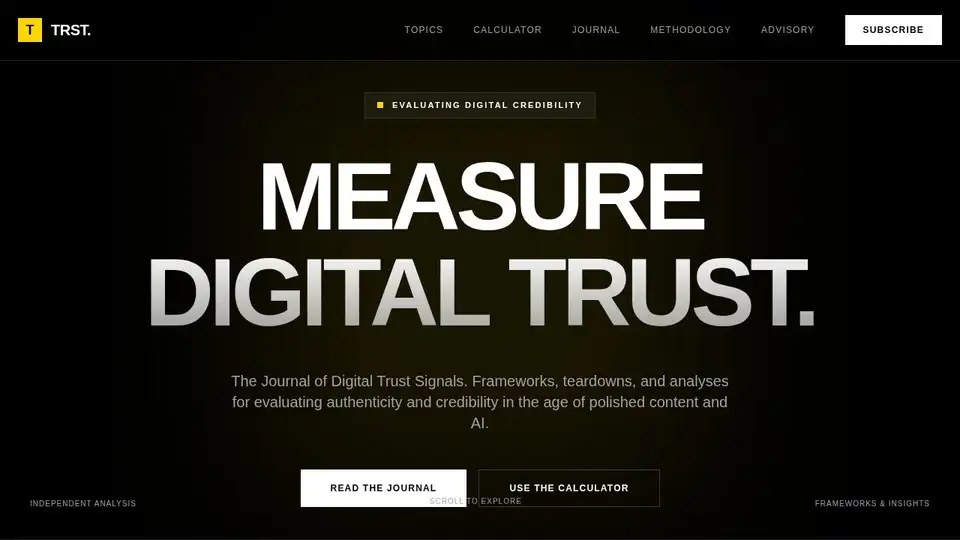 T TRST.
TOPICS CALCULATOR JOURNAL METHODOLOGY ADVISORY SUBSCRIBE
EVALUATING DIGITAL CREDIBILITY
MEASURE
DIGITAL TRUST.
The Journal of Digital Trust Signals. Frameworks, teardowns, and analyses
for evaluating authenticity and credibility in the age of polished content and
AI.
READ THE JOURNAL USE THE CALCULATOR
INDEPENDENT ANALYSIS SCROLL TO EXPLORE FRAMEWORKS & INSIGHTS